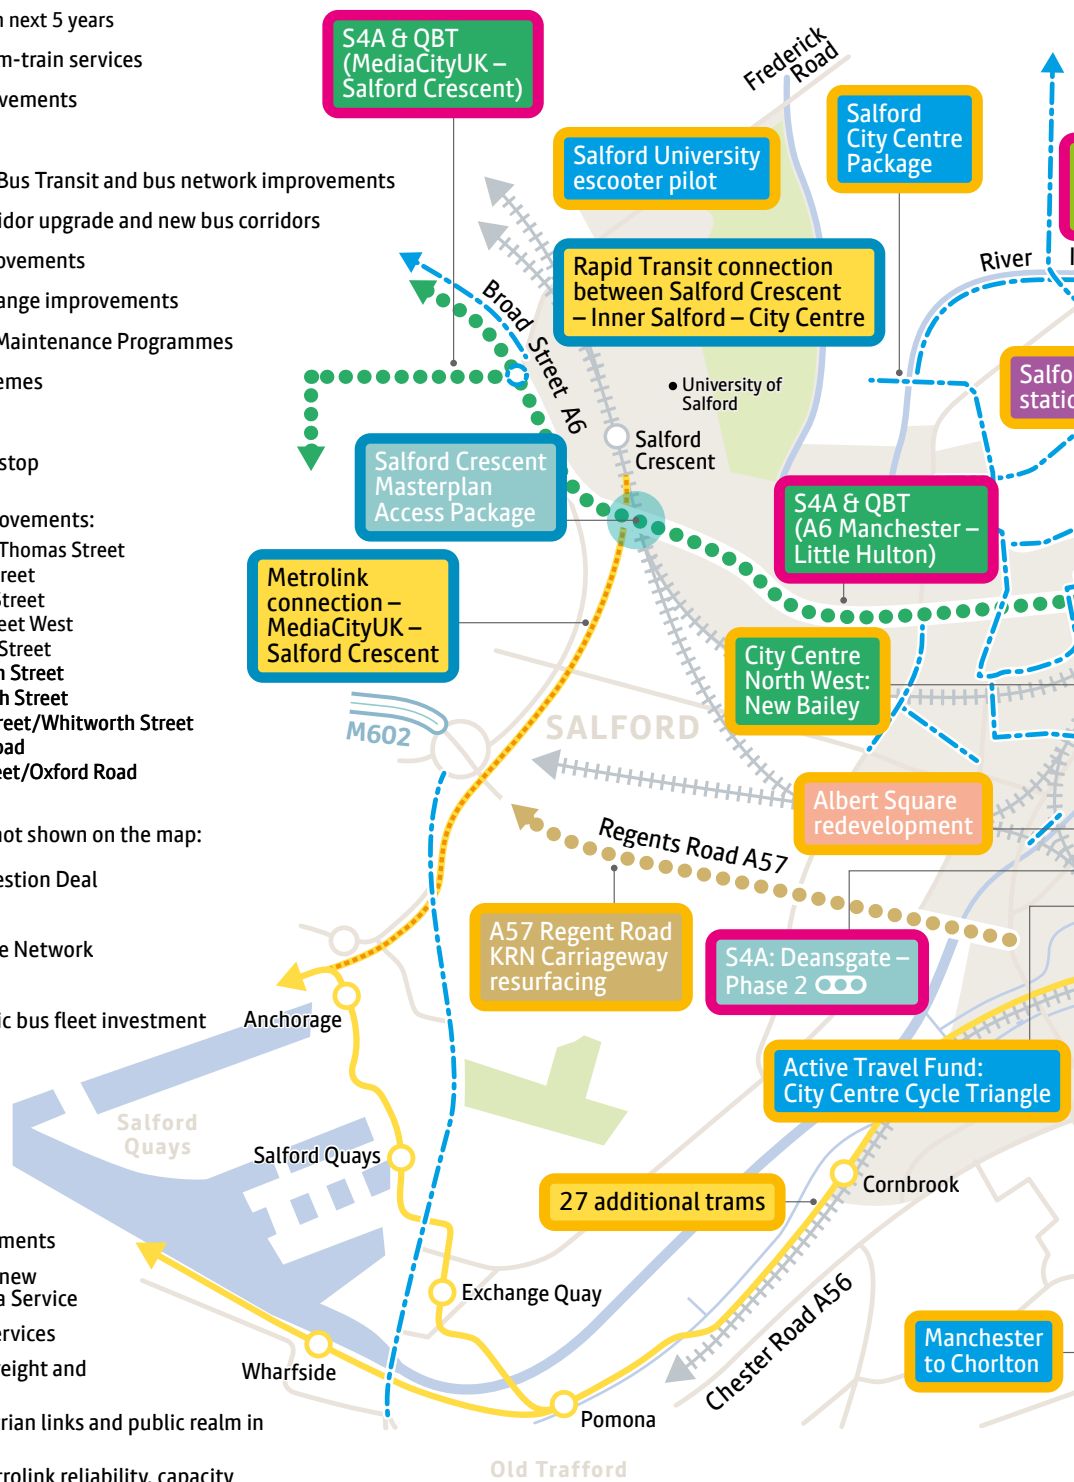 n next 5 years
m-train services
vements
Bus Transit and bus network improvements
idor upgrade and new bus corridors
ovements
ange improvements
Maintenance Programmes
emes
stop
ovements:
Thomas Street
reet
Street
eet West
Street
n Street
h Street
reet/Whitworth Street
oad
eet/Oxford Road
not shown on the map:
estion Deal
e Network
ic bus fleet investment
ments
new
a Service
ervices
eight and
rian links and public realm in
trolink reliability, capacity
S4A & QBT
(MediaCityUK –
Salford Crescent)
Frederick
Road
Salford
City Centre
Package
Salford University
escooter pilot
River
I
Rapid Transit connection
between Salford Crescent
– Inner Salford – City Centre
Broad Street A6
University of
Salford
Salfo
static
Salford
Crescent
Salford Crescent
Masterplan
Access Package
S4A & QBT
(A6 Manchester –
Little Hulton)
Metrolink
connection –
MediaCityUK –
Salford Crescent
City Centre
North West:
New Bailey
M602
SALFORD
Albert Square
redevelopment
Regents Road A57
A57 Regent Road
KRN Carriageway
resurfacing
S4A: Deansgate –
Phase 2
Anchorage
Active Travel Fund:
City Centre Cycle Triangle
Salford
Quays
Salford Quays
27 additional trams
Cornbrook
Exchange Quay
Chester Road A56
Manchester
to Chorlton
Wharfside
Pomona
Old Trafford